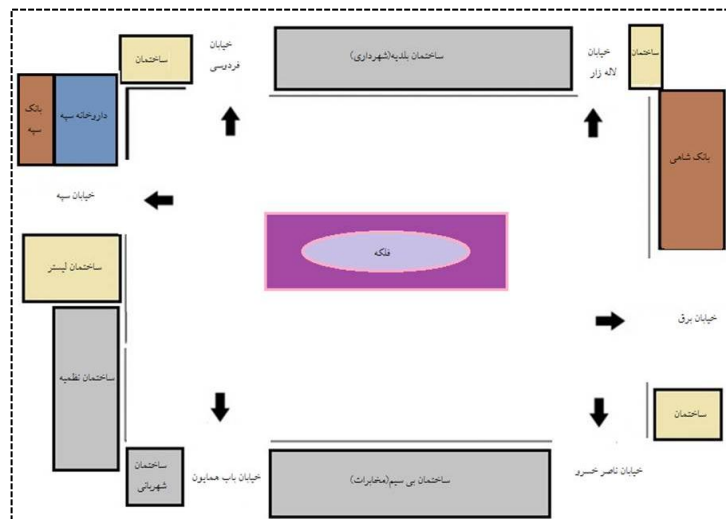 خیابان
لاله زار
ساختمان
ساختمان بلدیه(شهرداری)
خیابان
فردوسی
ساختمان
بانک شاهی
داروخانه سپه
بانک
سپه
خیابان سپه
فلکه
ساختمان لیستر
خیابان برق
ساختمان نظمیه
ساختمان
خیابان ناصر خسرو
ساختمان بی سیم(مخابرات)
خیابان باب همایون
ساختمان
شهربانی